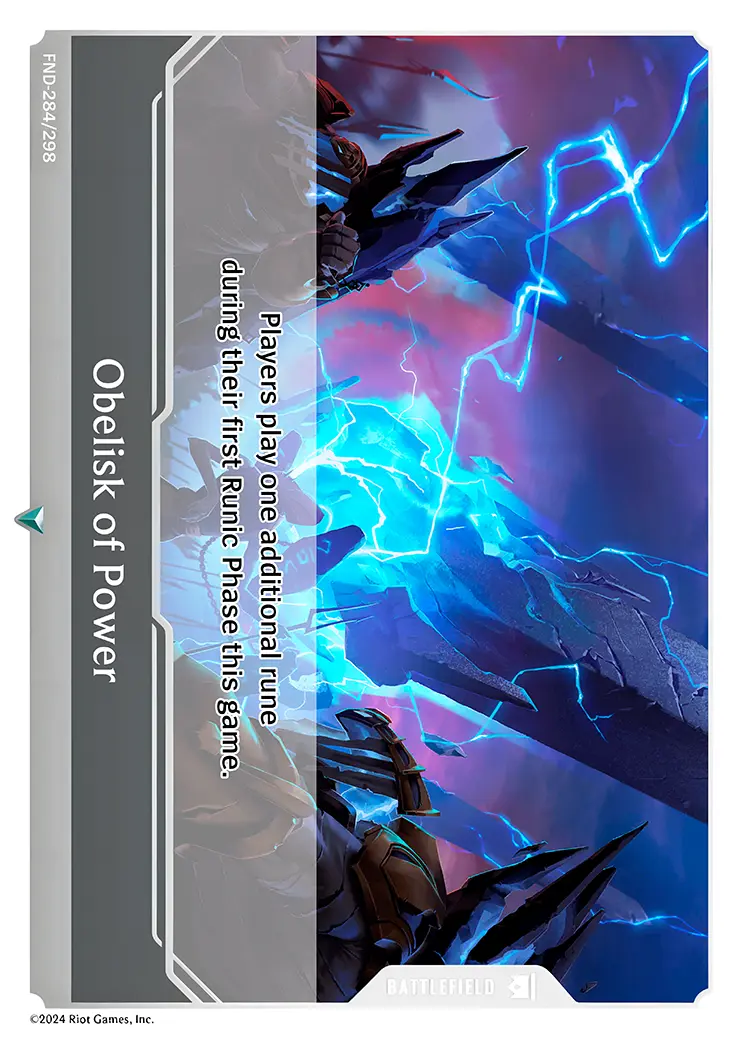 BATTLEFIELD
Players play one additional rune
during their first Runic Phase this game.
Obelisk of Power
FND-284/298
©2024 Riot Games, Inc.